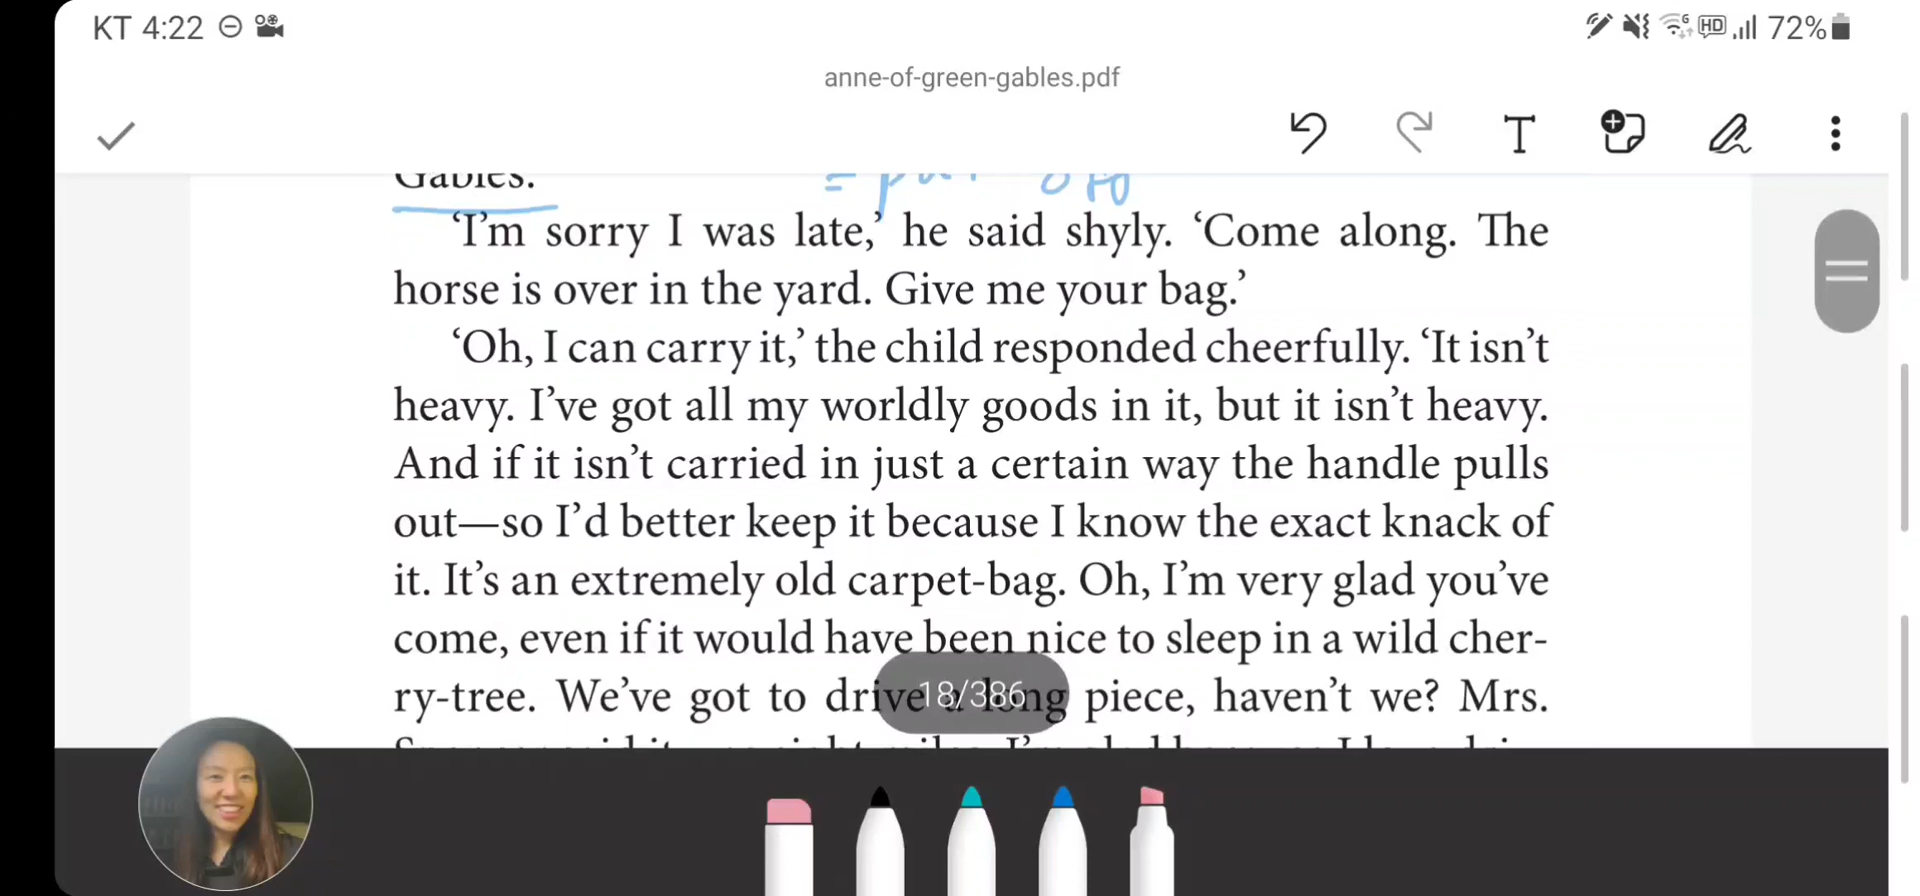 KT 4:22 HD 72%
anne-of-green-gables.pdf
T
Gables. = put off
‘I’m sorry I was late,’ he said shyly. ‘Come along. The
horse is over in the yard. Give me your bag.’
‘Oh, I can carry it,’ the child responded cheerfully. ‘It isn’t
heavy. I’ve got all my worldly goods in it, but it isn’t heavy.
And if it isn’t carried in just a certain way the handle pulls
out—so I’d better keep it because I know the exact knack of
it. It’s an extremely old carpet-bag. Oh, I’m very glad you’ve
come, even if it would have been nice to sleep in a wild cher-
ry-tree. We’ve got to drive a long piece, haven’t we? Mrs.
18/386